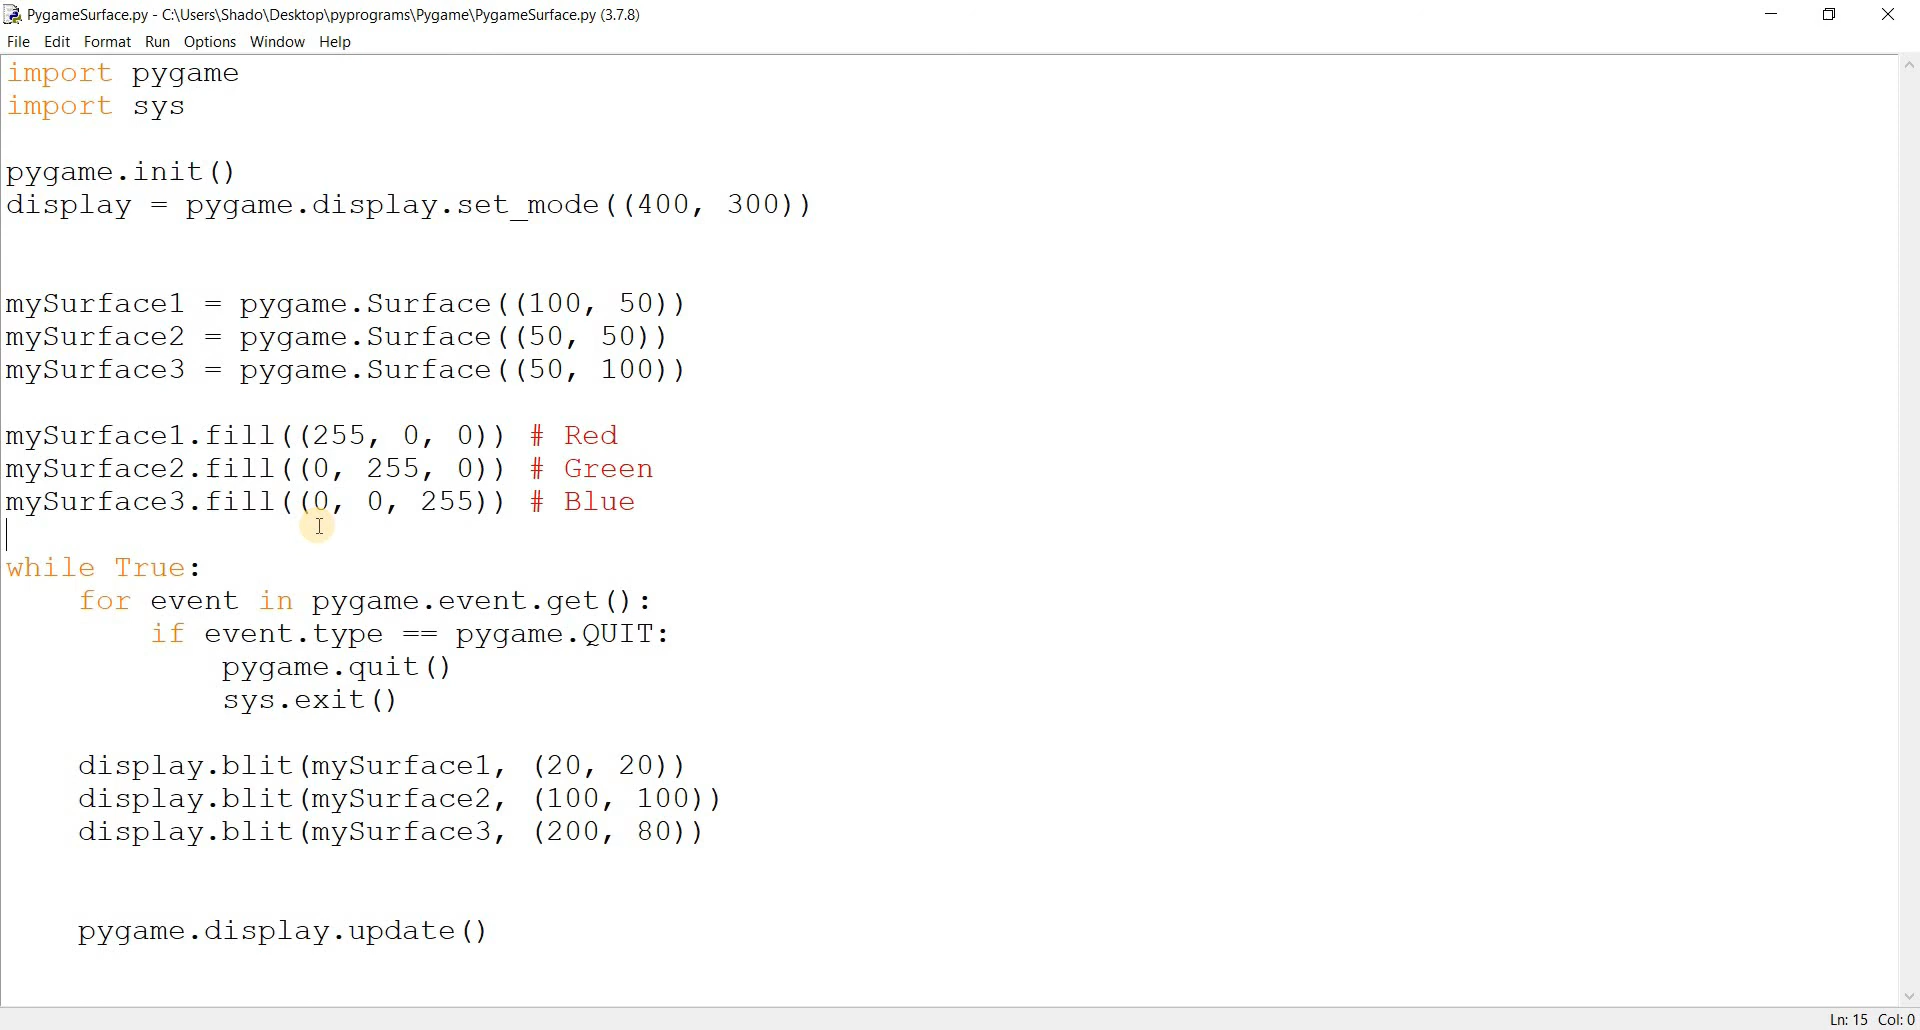 PygameSurface.py - C:\Users\Shado\Desktop\pyprograms\Pygame\PygameSurface.py (3.7.8)
File Edit Format Run Options Window Help
import pygame
import sys
pygame.init()
display = pygame.display.set_mode((400, 300))
mySurface1 = pygame.Surface((100, 50))
mySurface2 = pygame.Surface((50, 50))
mySurface3 = pygame.Surface((50, 100))
mySurface1.fill((255, 0, 0)) # Red
mySurface2.fill((0, 255, 0)) # Green
mySurface3.fill((0, 0, 255)) # Blue
while True:
    for event in pygame.event.get():
        if event.type == pygame.QUIT:
            pygame.quit()
            sys.exit()
    display.blit(mySurface1, (20, 20))
    display.blit(mySurface2, (100, 100))
    display.blit(mySurface3, (200, 80))
    pygame.display.update()
Ln: 15 Col: 0